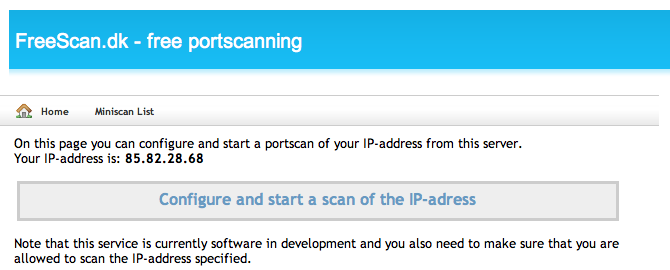 FreeScan.dk - free portscanning
Home Miniscan List
On this page you can configure and start a portscan of your IP-address from this server.
Your IP-address is: 85.82.28.68
Configure and start a scan of the IP-adress
Note that this service is currently software in development and you also need to make sure that you are
allowed to scan the IP-address specified.